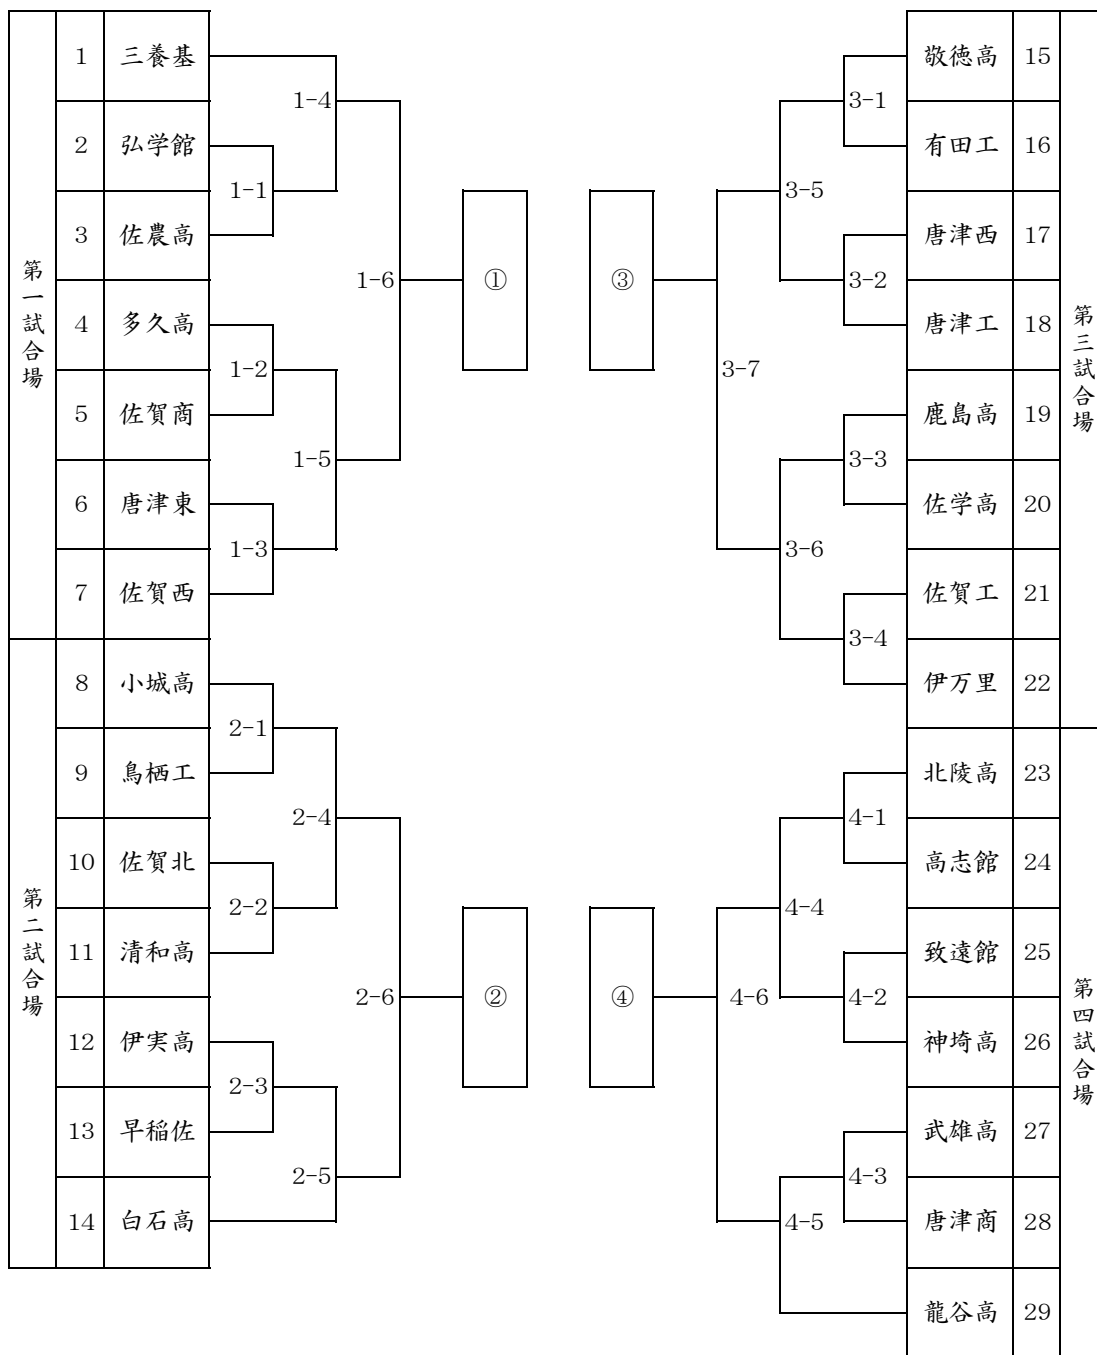 第一試合場
1 三養基
2 弘学館
3 佐農高
4 多久高
5 佐賀商
6 唐津東
7 佐賀西
1-4
1-1
1-6
1-2
1-5
1-3
①
第二試合場
8 小城高
9 鳥栖工
10 佐賀北
11 清和高
12 伊実高
13 早稲佐
14 白石高
2-1
2-4
2-2
2-6
2-3
2-5
②
③
3-1
3-5
3-2
3-7
3-3
3-6
3-4
敬徳高 15
有田工 16
唐津西 17
唐津工 18
鹿島高 19
佐学高 20
佐賀工 21
伊万里 22
第三試合場
④
4-1
4-4
4-2
4-6
4-3
4-5
北陵高 23
高志館 24
致遠館 25
神埼高 26
武雄高 27
唐津商 28
龍谷高 29
第四試合場